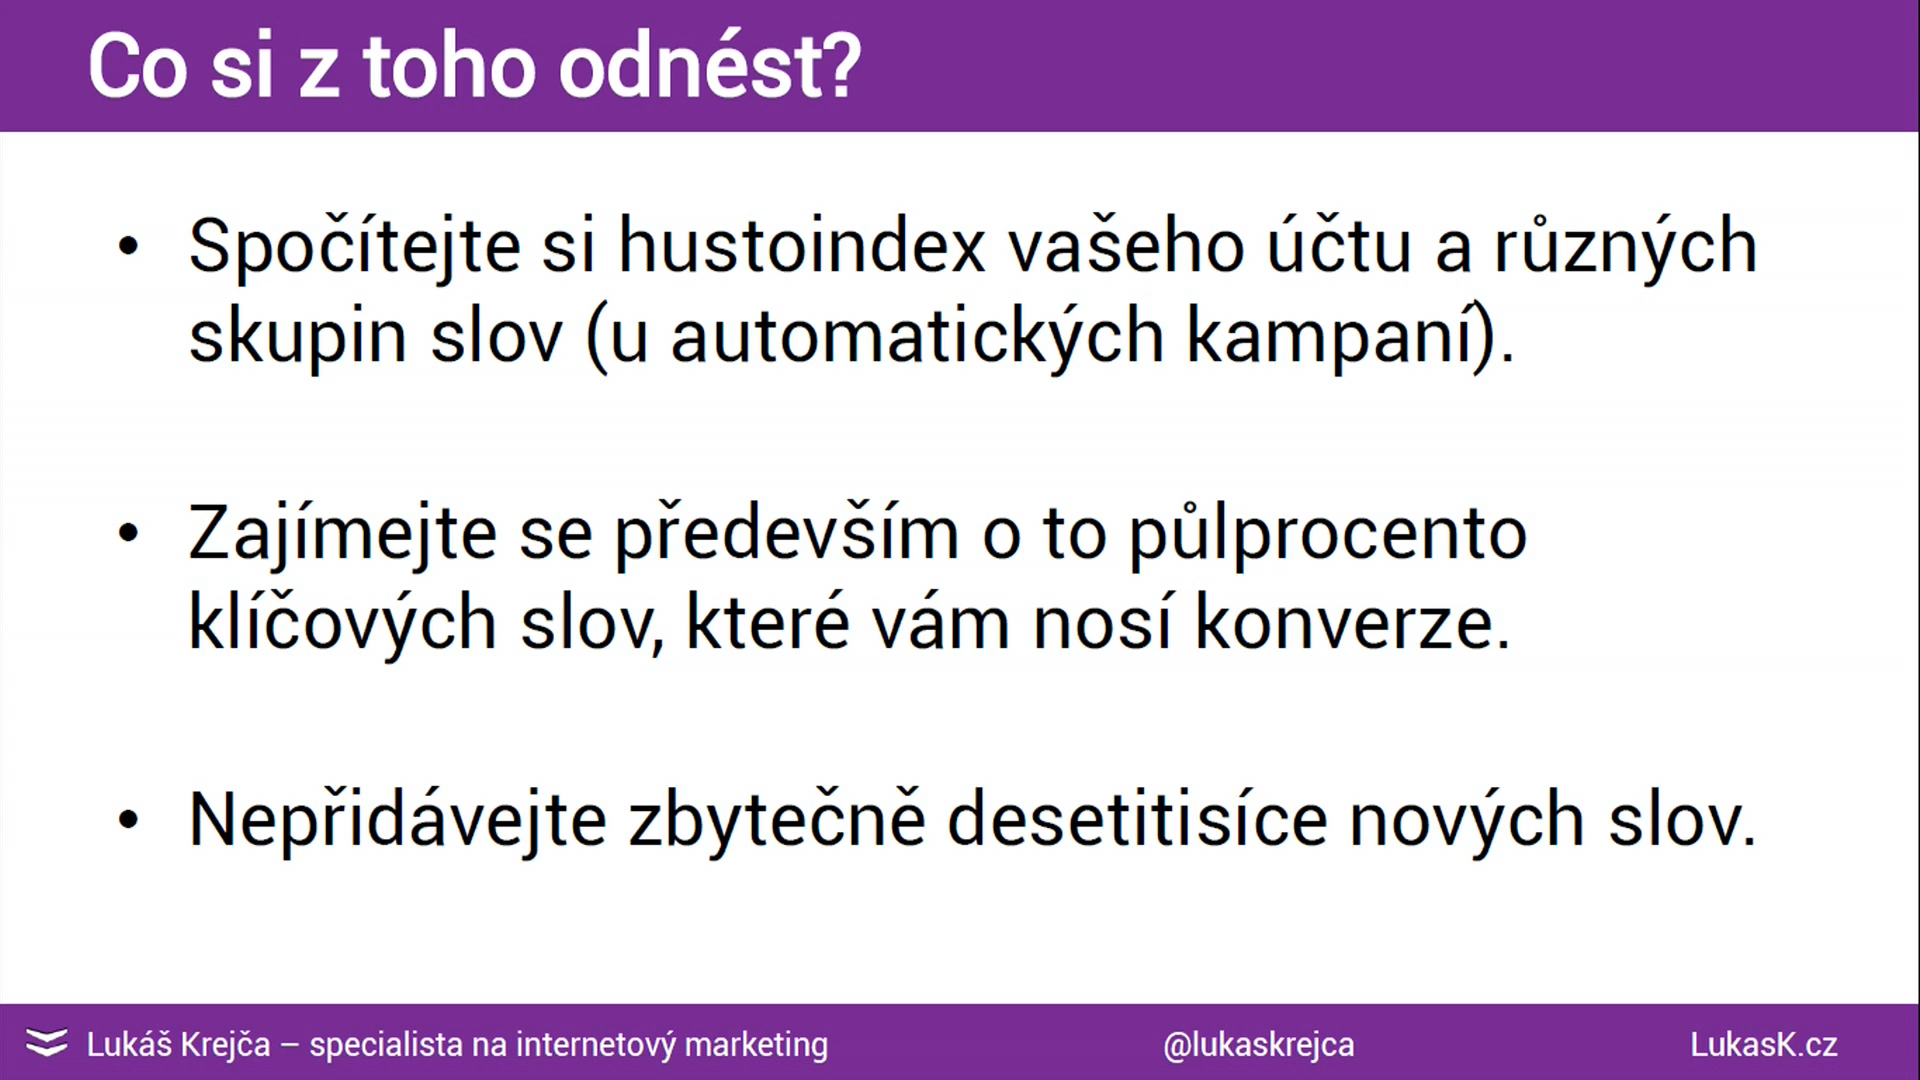 Co si z toho odnést?
• Spočítejte si hustoindex vašeho účtu a různých
skupin slov (u automatických kampaní).
• Zajímejte se především o to půlprocento
klíčových slov, které vám nosí konverze.
• Nepřidávejte zbytečně desetitisíce nových slov.
Lukáš Krejča – specialista na internetový marketing
@lukaskrejca
LukasK.cz